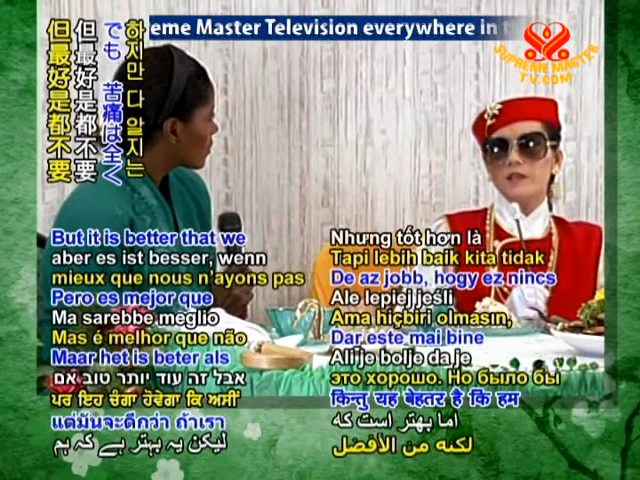 eme Master Television everywhere in t
SUPREME MASTER
TV.COM
但最好是都不要
但最好是都不要
でも 苦痛は全く
하지만 다 알지는
But it is better that we
aber es ist besser, wenn
mieux que nous n'ayons pas
Pero es mejor que
Ma sarebbe meglio
Mas é melhor que não
Maar het is beter als
אבל זה עוד יותר טוב אם
ਪਰ ਇਹ ਚੰਗਾ ਹੋਵੇਗਾ ਕਿ ਅਸੀਂ
แต่มันจะดีกว่า ถ้าเรา
لیکن یہ بہتر ہے کہ ہم
Nhưng tốt hơn là
Tapi lebih baik kita tidak
De az jobb, hogy ez nincs
Ale lepiej jeśli
Ama hiçbiri olmasın,
Dar este mai bine
Ali je bolje da je
это хорошо. Но было бы
किन्तु यह बेहतर है कि हम
اما بهتر است که
لكنه من الأفضل